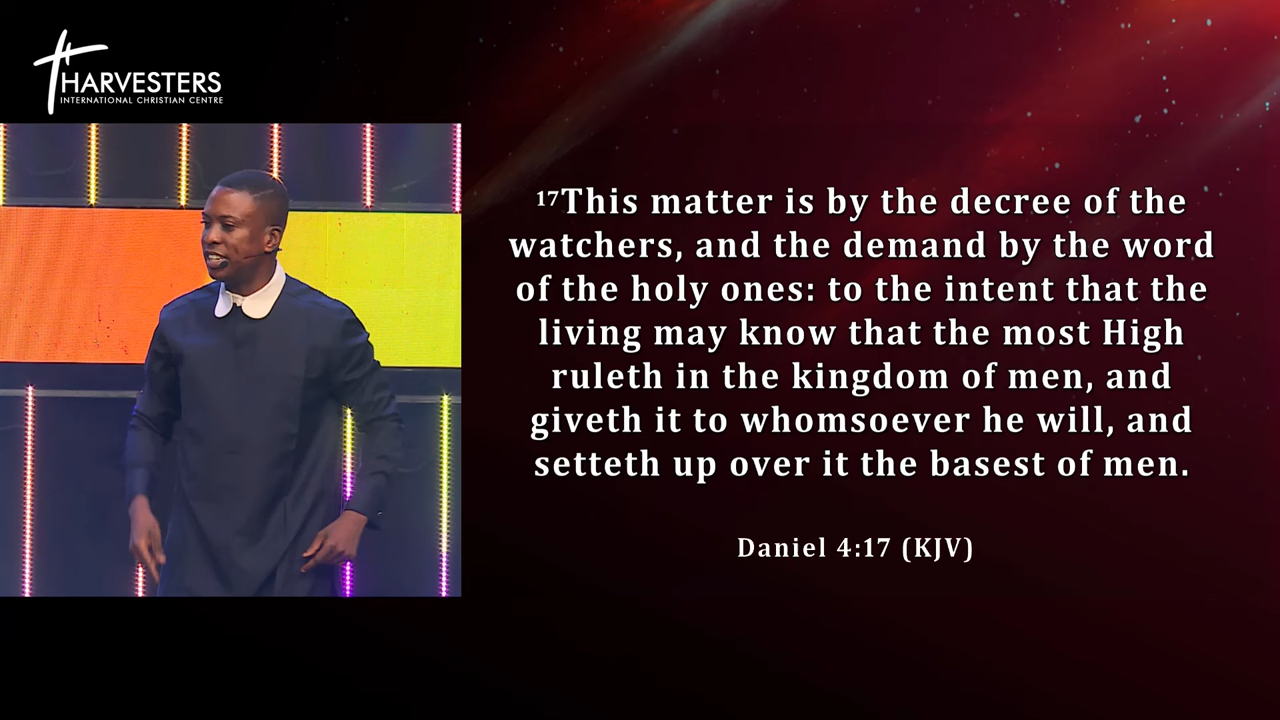 HARVESTERS
INTERNATIONAL CHRISTIAN CENTRE
¹⁷This matter is by the decree of the
watchers, and the demand by the word
of the holy ones: to the intent that the
living may know that the most High
ruleth in the kingdom of men, and
giveth it to whomsoever he will, and
setteth up over it the basest of men.
Daniel 4:17 (KJV)